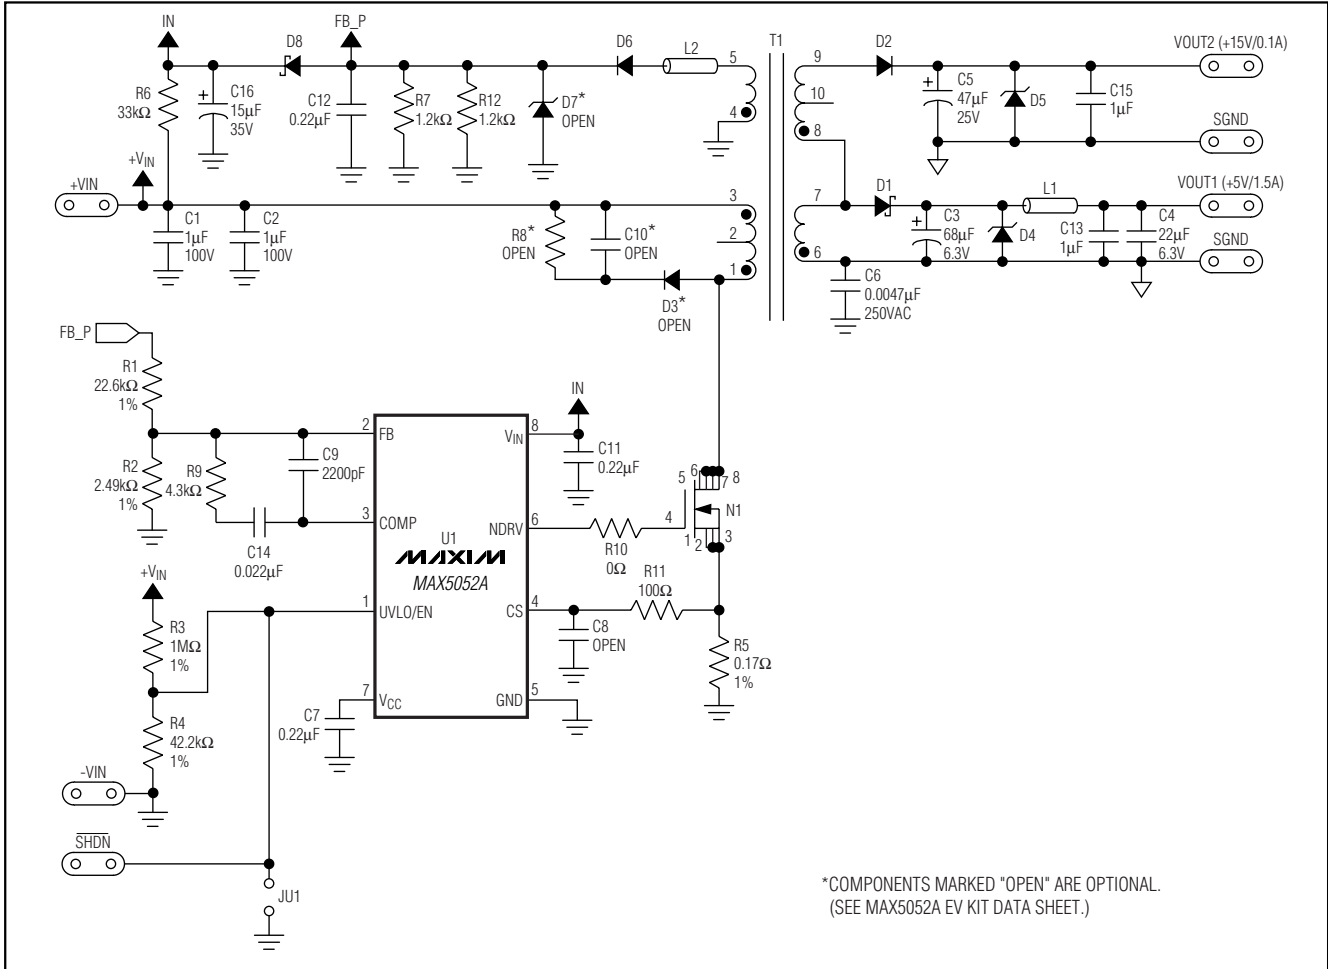 IN
FB_P
D8
D6
L2
T1
D2
VOUT2 (+15V/0.1A)
5
9
R6
33kΩ
+
C16
15µF
35V
C12
0.22µF
R7
1.2kΩ
R12
1.2kΩ
D7*
OPEN
4
10
8
+
C5
47µF
25V
D5
C15
1µF
SGND
+VIN
+VIN
3
7
D1
L1
VOUT1 (+5V/1.5A)
C1
1µF
100V
C2
1µF
100V
R8*
OPEN
C10*
OPEN
2
1
D3*
OPEN
6
+
C3
68µF
6.3V
D4
C13
1µF
C4
22µF
6.3V
SGND
C6
0.0047µF
250VAC
FB_P
R1
22.6kΩ
1%
R2
2.49kΩ
1%
R9
4.3kΩ
C9
2200pF
C14
0.022µF
2
FB
3
COMP
VIN
8
IN
C11
0.22µF
U1
MAXIM
MAX5052A
NDRV
6
R10
0Ω
5
6
7
8
4
N1
1
2
3
+VIN
R3
1MΩ
1%
R4
42.2kΩ
1%
1
UVLO/EN
CS
4
R11
100Ω
C8
OPEN
R5
0.17Ω
1%
7
VCC
C7
0.22µF
GND
5
-VIN
SHDN
JU1
*COMPONENTS MARKED "OPEN" ARE OPTIONAL.
(SEE MAX5052A EV KIT DATA SHEET.)